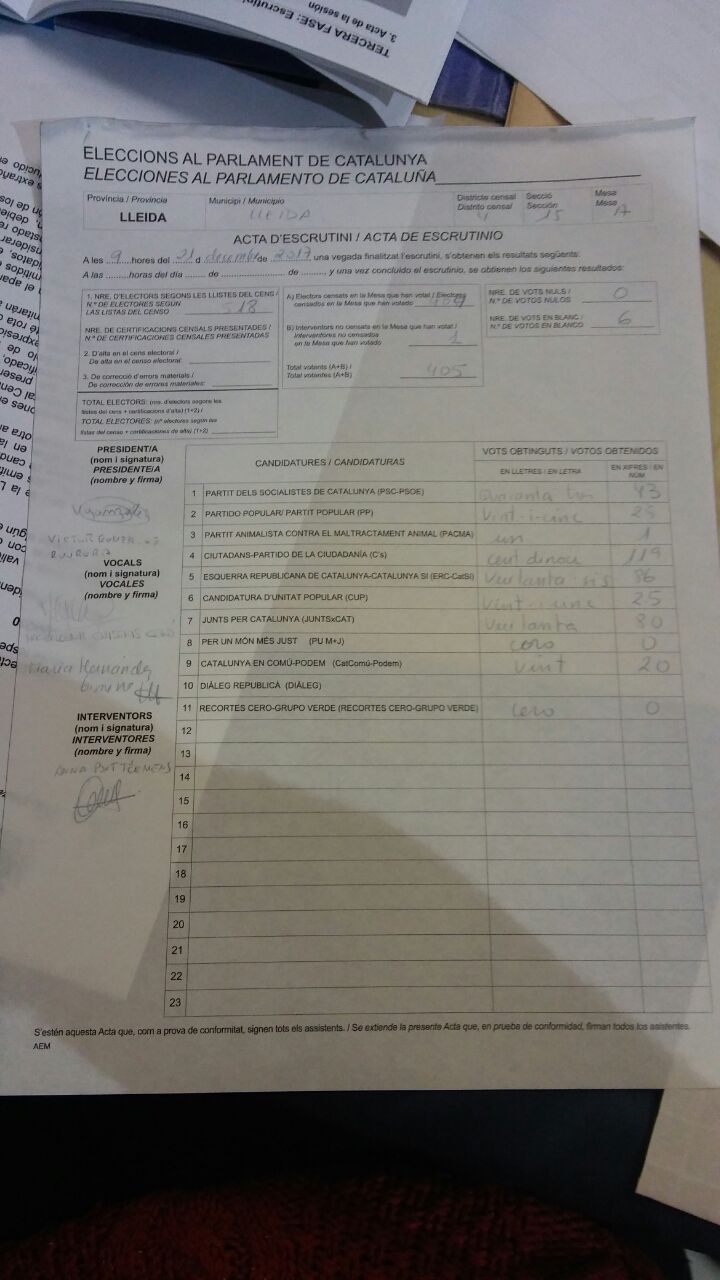 TERCERA FASE: Escruti
3. Acta de la sesión
ELECCIONS AL PARLAMENT DE CATALUNYA
ELECCIONES AL PARLAMENTO DE CATALUÑA
Província / Provincia
LLEIDA
Municipi / Municipio
LLEIDA
Districte censal
Distrito censal 4
Secció
Sección 15
Mesa
Mesa A
ACTA D'ESCRUTINI / ACTA DE ESCRUTINIO
A les 9 hores del 21 d decembre de 2017, una vegada finalitzat l'escrutini, s'obtenen els resultats següents:
A las ........horas del día ...... de .................... de ........, y una vez concluido el escrutinio, se obtienen los siguientes resultados:
1. NRE. D'ELECTORS SEGONS LES LLISTES DEL CENS /
N.º DE ELECTORES SEGÚN
LAS LISTAS DEL CENSO 518
NRE. DE CERTIFICACIONS CENSALS PRESENTADES /
N.º DE CERTIFICACIONES CENSALES PRESENTADAS
2. D'alta en el cens electoral /
De alta en el censo electoral:
3. De correcció d'errors materials /
De corrección de errores materiales:
TOTAL ELECTORS: (nre. d'electors segons les
llistes del cens + certificacions d'alta) (1+2) /
TOTAL ELECTORES: (nº electores según las
listas del censo + certificaciones de alta) (1+2)
A) Electors censats en la Mesa que han votat / Electores
censados en la Mesa que han votado 404
B) Interventors no censats en la Mesa que han votat /
Interventores no censados
en la Mesa que han votado 1
Total votants (A+B) /
Total votantes (A+B) 405
NRE. DE VOTS NULS /
N.º DE VOTOS NULOS 0
NRE. DE VOTS EN BLANC /
N.º DE VOTOS EN BLANCO 6
PRESIDENT/A
(nom i signatura)
PRESIDENTE/A
(nombre y firma)
VOCALS
(nom i signatura)
VOCALES
(nombre y firma)
Maria Hernández
INTERVENTORS
(nom i signatura)
INTERVENTORES
(nombre y firma)
ANNA
CANDIDATURES / CANDIDATURAS
VOTS OBTINGUTS / VOTOS OBTENIDOS
EN LLETRES / EN LETRA
EN XIFRES / EN NÚM
1 PARTIT DELS SOCIALISTES DE CATALUNYA (PSC-PSOE) Quaranta tres 43
2 PARTIDO POPULAR/ PARTIT POPULAR (PP) Vint-i-cinc 25
3 PARTIT ANIMALISTA CONTRA EL MALTRACTAMENT ANIMAL (PACMA) un 1
4 CIUTADANS-PARTIDO DE LA CIUDADANÍA (C's) cent dinou 119
5 ESQUERRA REPUBLICANA DE CATALUNYA-CATALUNYA SÍ (ERC-CatSí) Vuitanta sis 86
6 CANDIDATURA D'UNITAT POPULAR (CUP) Vint-i-cinc 25
7 JUNTS PER CATALUNYA (JUNTSxCAT) Vuitanta 80
8 PER UN MÓN MÉS JUST (PU M+J) cero 0
9 CATALUNYA EN COMÚ-PODEM (CatComú-Podem) Vint 20
10 DIÀLEG REPUBLICÀ (DIÀLEG)
11 RECORTES CERO-GRUPO VERDE (RECORTES CERO-GRUPO VERDE) Cero 0
12
13
14
15
16
17
18
19
20
21
22
23
S'estén aquesta Acta que, com a prova de conformitat, signen tots els assistents. / Se extiende la presente Acta que, en prueba de conformidad, firman todos los asistentes.
AEM